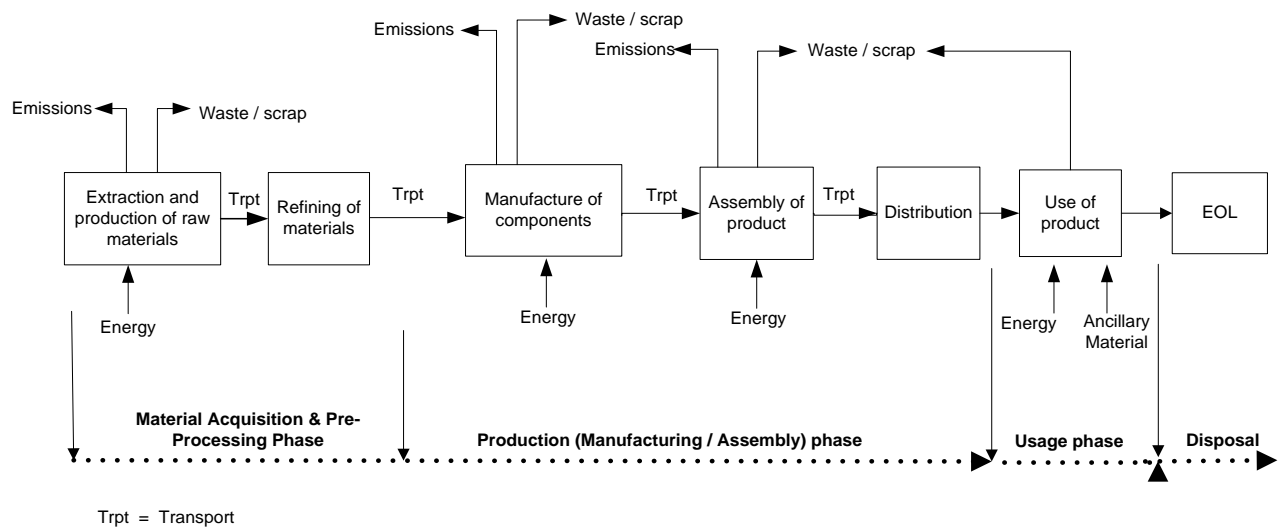 Emissions
Waste / scrap
Emissions
Waste / scrap
Emissions
Waste / scrap
Extraction and
production of raw
materials
Trpt
Refining of
materials
Trpt
Manufacture of
components
Trpt
Assembly of
product
Trpt
Distribution
Use of
product
EOL
Energy
Energy
Energy
Energy
Ancillary
Material
Material Acquisition & Pre-
Processing Phase
Production (Manufacturing / Assembly) phase
Usage phase
Disposal
Trpt = Transport